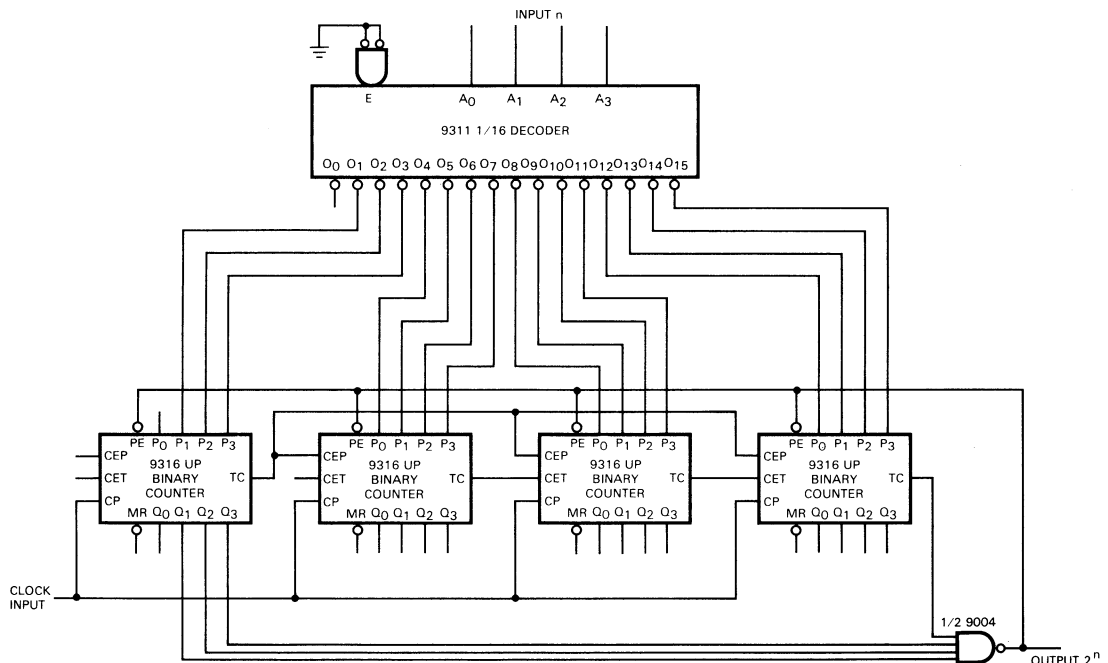 INPUT n
E A0 A1 A2 A3
9311 1/16 DECODER
O0 O1 O2 O3 O4 O5 O6 O7 O8 O9 O10 O11 O12 O13 O14 O15
PE P0 P1 P2 P3
CEP
9316 UP
BINARY
COUNTER
CET
TC
CP
MR Q0 Q1 Q2 Q3
PE P0 P1 P2 P3
CEP
9316 UP
BINARY
COUNTER
CET
TC
CP
MR Q0 Q1 Q2 Q3
PE P0 P1 P2 P3
CEP
9316 UP
BINARY
COUNTER
CET
TC
CP
MR Q0 Q1 Q2 Q3
PE P0 P1 P2 P3
CEP
9316 UP
BINARY
COUNTER
CET
TC
CP
MR Q0 Q1 Q2 Q3
CLOCK
INPUT
1/2 9004
OUTPUT 2n